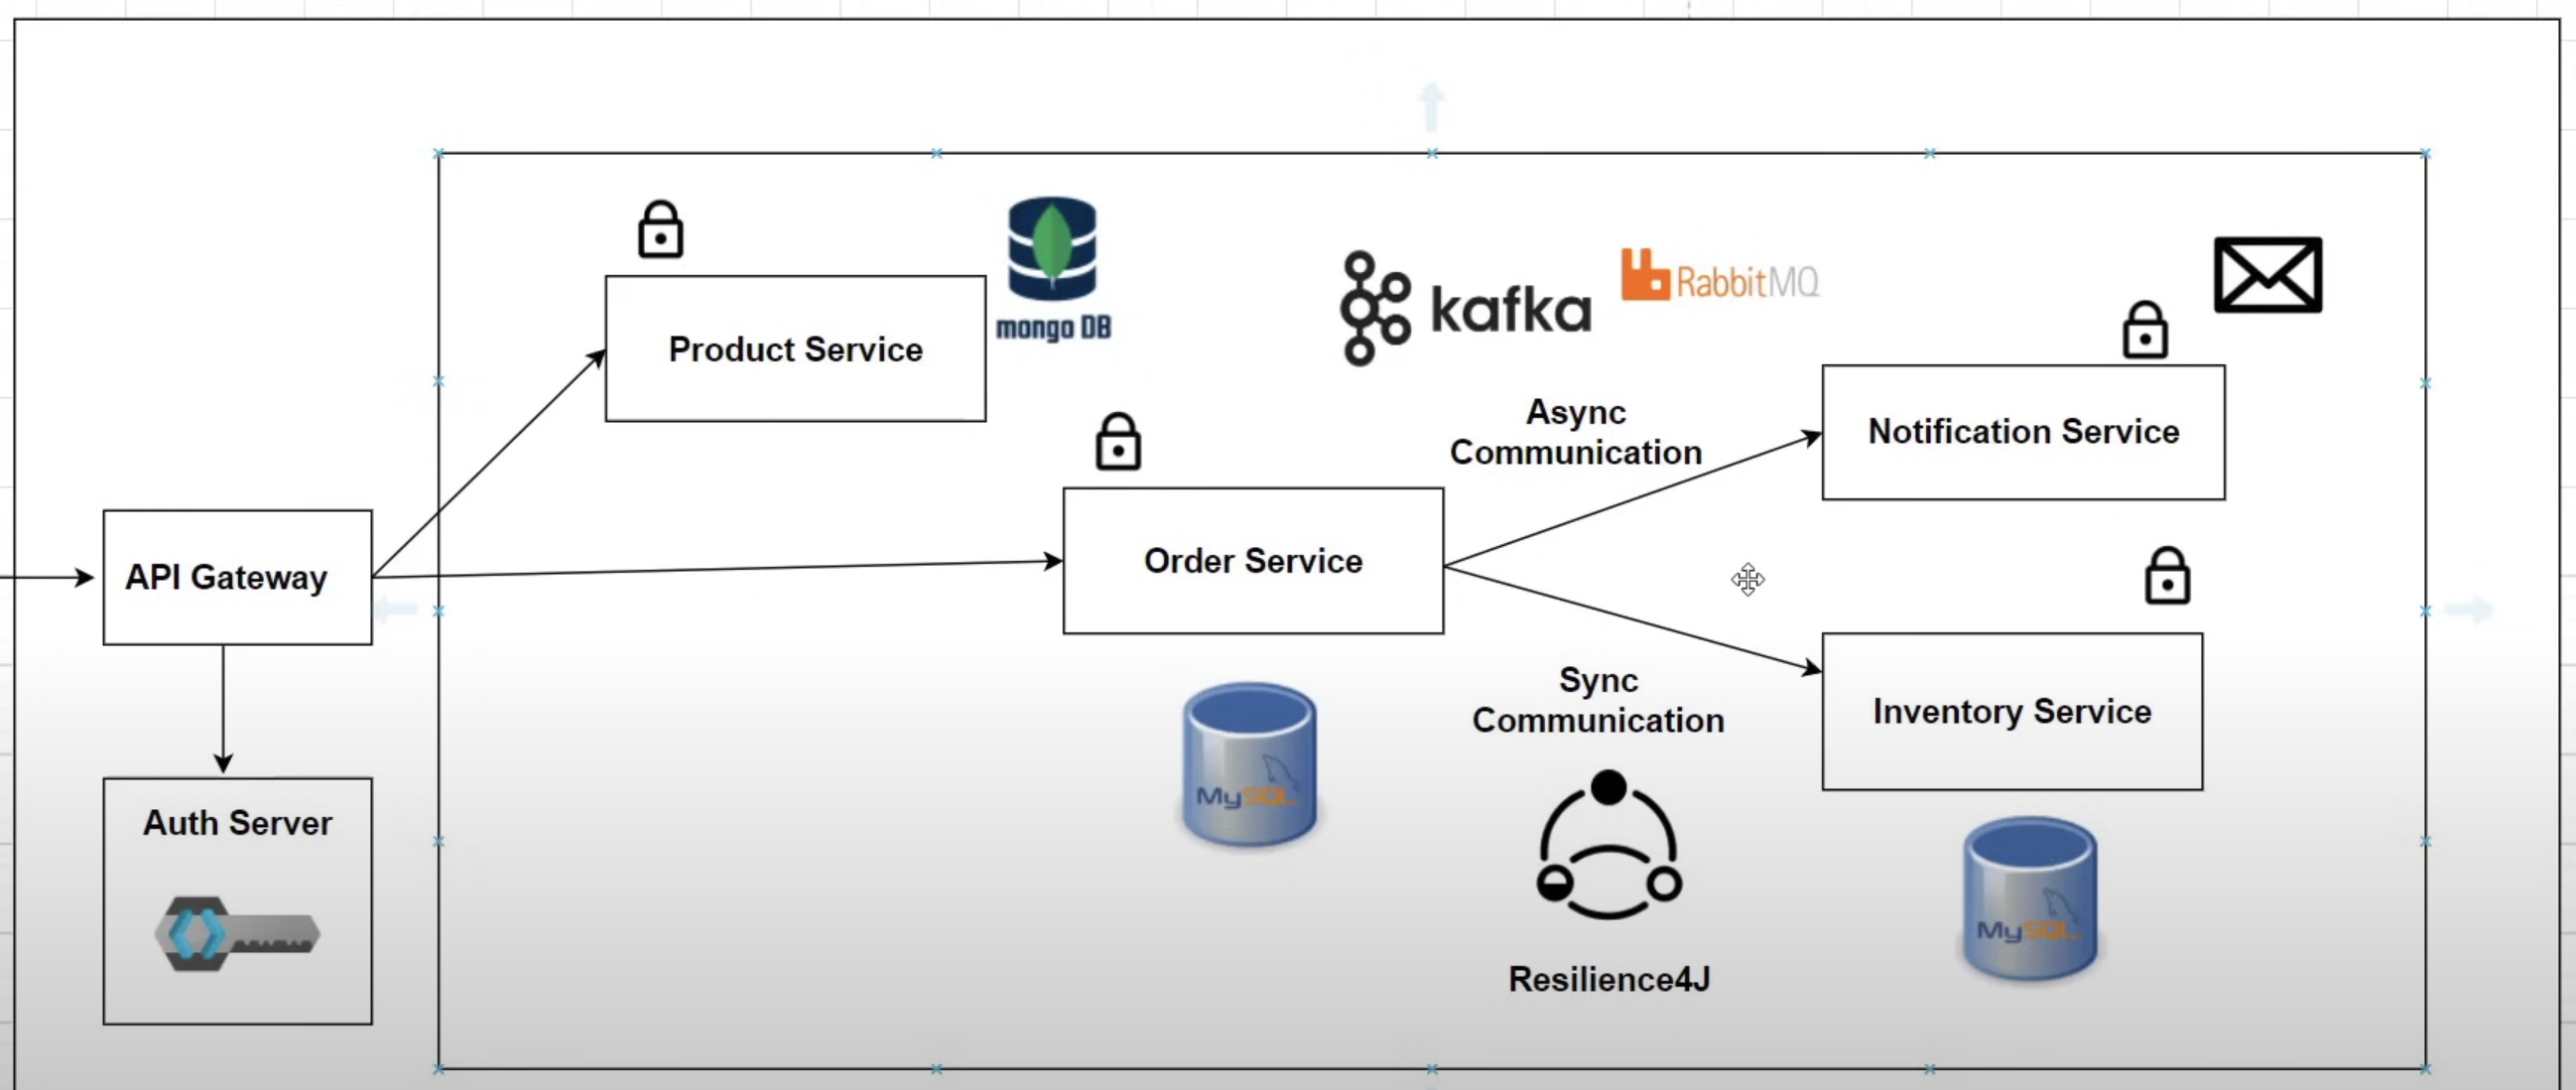 mongo DB
Product Service
kafka
RabbitMQ
Async
Communication
Notification Service
API Gateway
Order Service
Sync
Communication
Inventory Service
MySQL
Auth Server
MySQL
Resilience4J